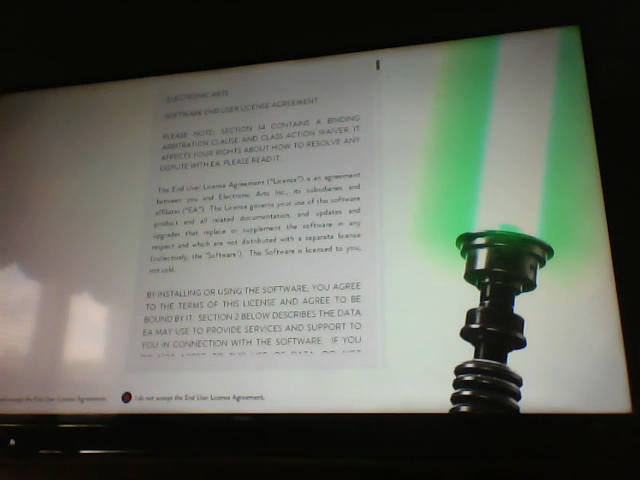 ELECTRONIC ARTS
SOFTWARE END USER LICENSE AGREEMENT
PLEASE NOTE: SECTION 14 CONTAINS A BINDING
ARBITRATION CLAUSE AND CLASS ACTION WAIVER. IT
AFFECTS YOUR RIGHTS ABOUT HOW TO RESOLVE ANY
DISPUTE WITH EA. PLEASE READ IT.
The End User License Agreement ("License") is an agreement
between you and Electronic Arts Inc., its subsidiaries and
affiliates ("EA"). The License governs your use of this software
product and all related documentation, and updates and
upgrades that replace or supplement the software in any
respect and which are not distributed with a separate license
(collectively, the "Software"). The Software is licensed to you,
not sold.
BY INSTALLING OR USING THE SOFTWARE, YOU AGREE
TO THE TERMS OF THIS LICENSE AND AGREE TO BE
BOUND BY IT. SECTION 2 BELOW DESCRIBES THE DATA
EA MAY USE TO PROVIDE SERVICES AND SUPPORT TO
YOU IN CONNECTION WITH THE SOFTWARE. IF YOU
accept the End User License Agreement.
I do not accept the End User License Agreement.